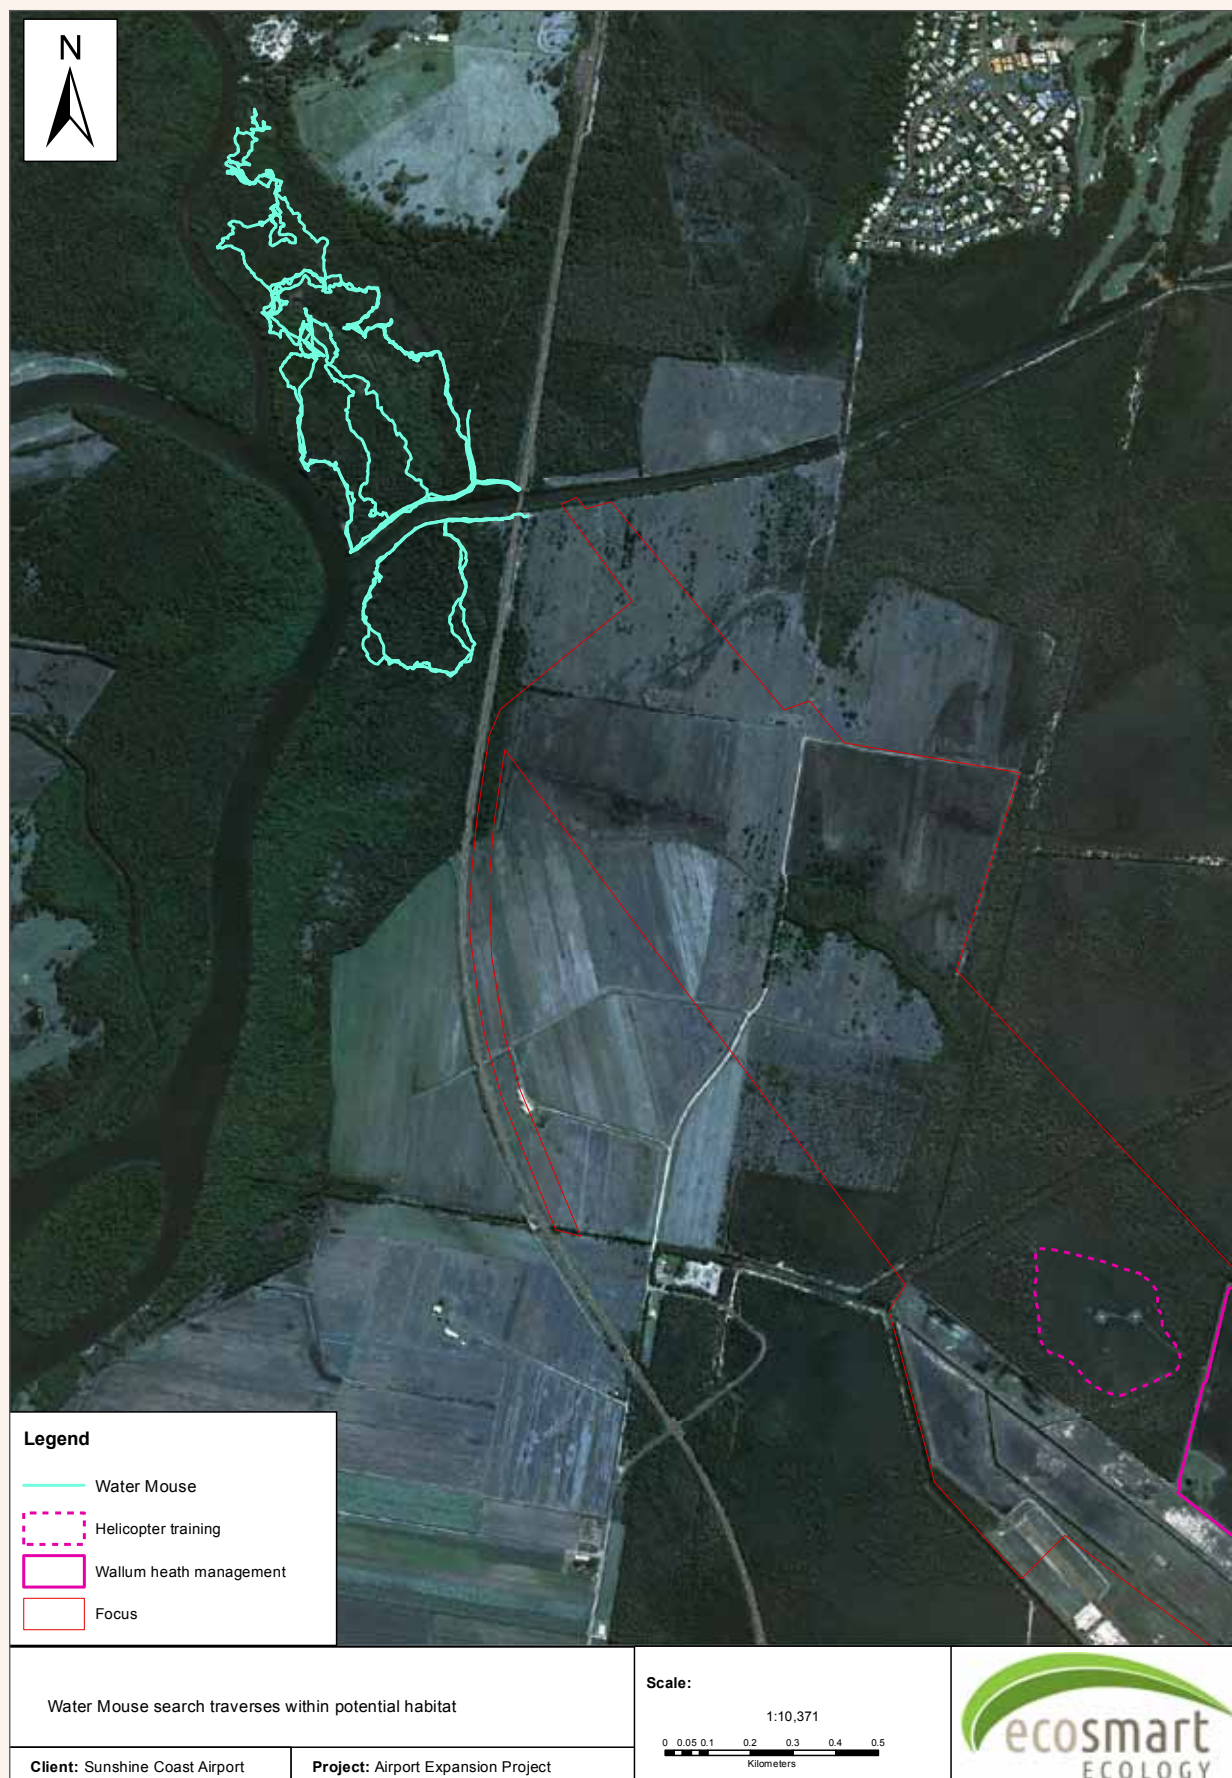 N
Legend
Water Mouse
Helicopter training
Wallum heath management
Focus
Water Mouse search traverses within potential habitat
Client: Sunshine Coast Airport
Project: Airport Expansion Project
Scale:
1:10,371
0 0.05 0.1 0.2 0.3 0.4 0.5
Kilometers
ecosmart
ECOLOGY